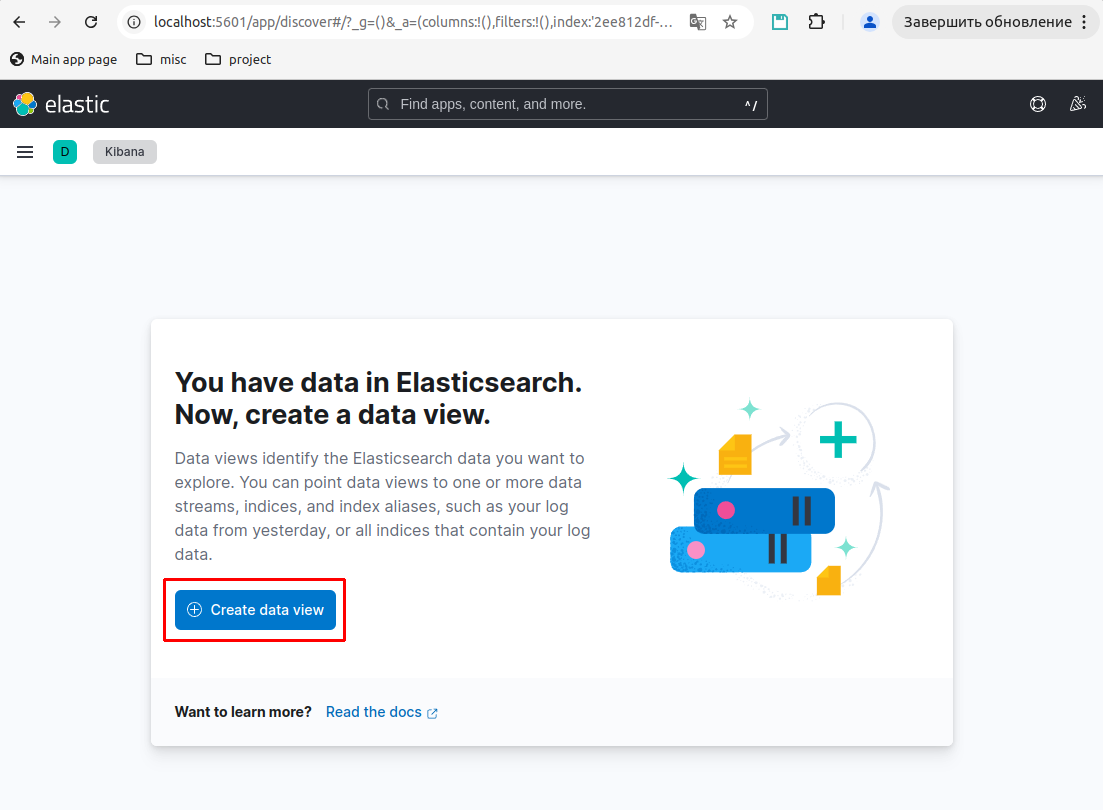 localhost:5601/app/discover#/?_g=()&_a=(columns:!(),filters:!(),index:'2ee812df-...
Завершить обновление
Main app page
misc
project
elastic
Find apps, content, and more.
^/
D
Kibana
You have data in Elasticsearch.
Now, create a data view.
Data views identify the Elasticsearch data you want to
explore. You can point data views to one or more data
streams, indices, and index aliases, such as your log
data from yesterday, or all indices that contain your log
data.
Create data view
Want to learn more? Read the docs